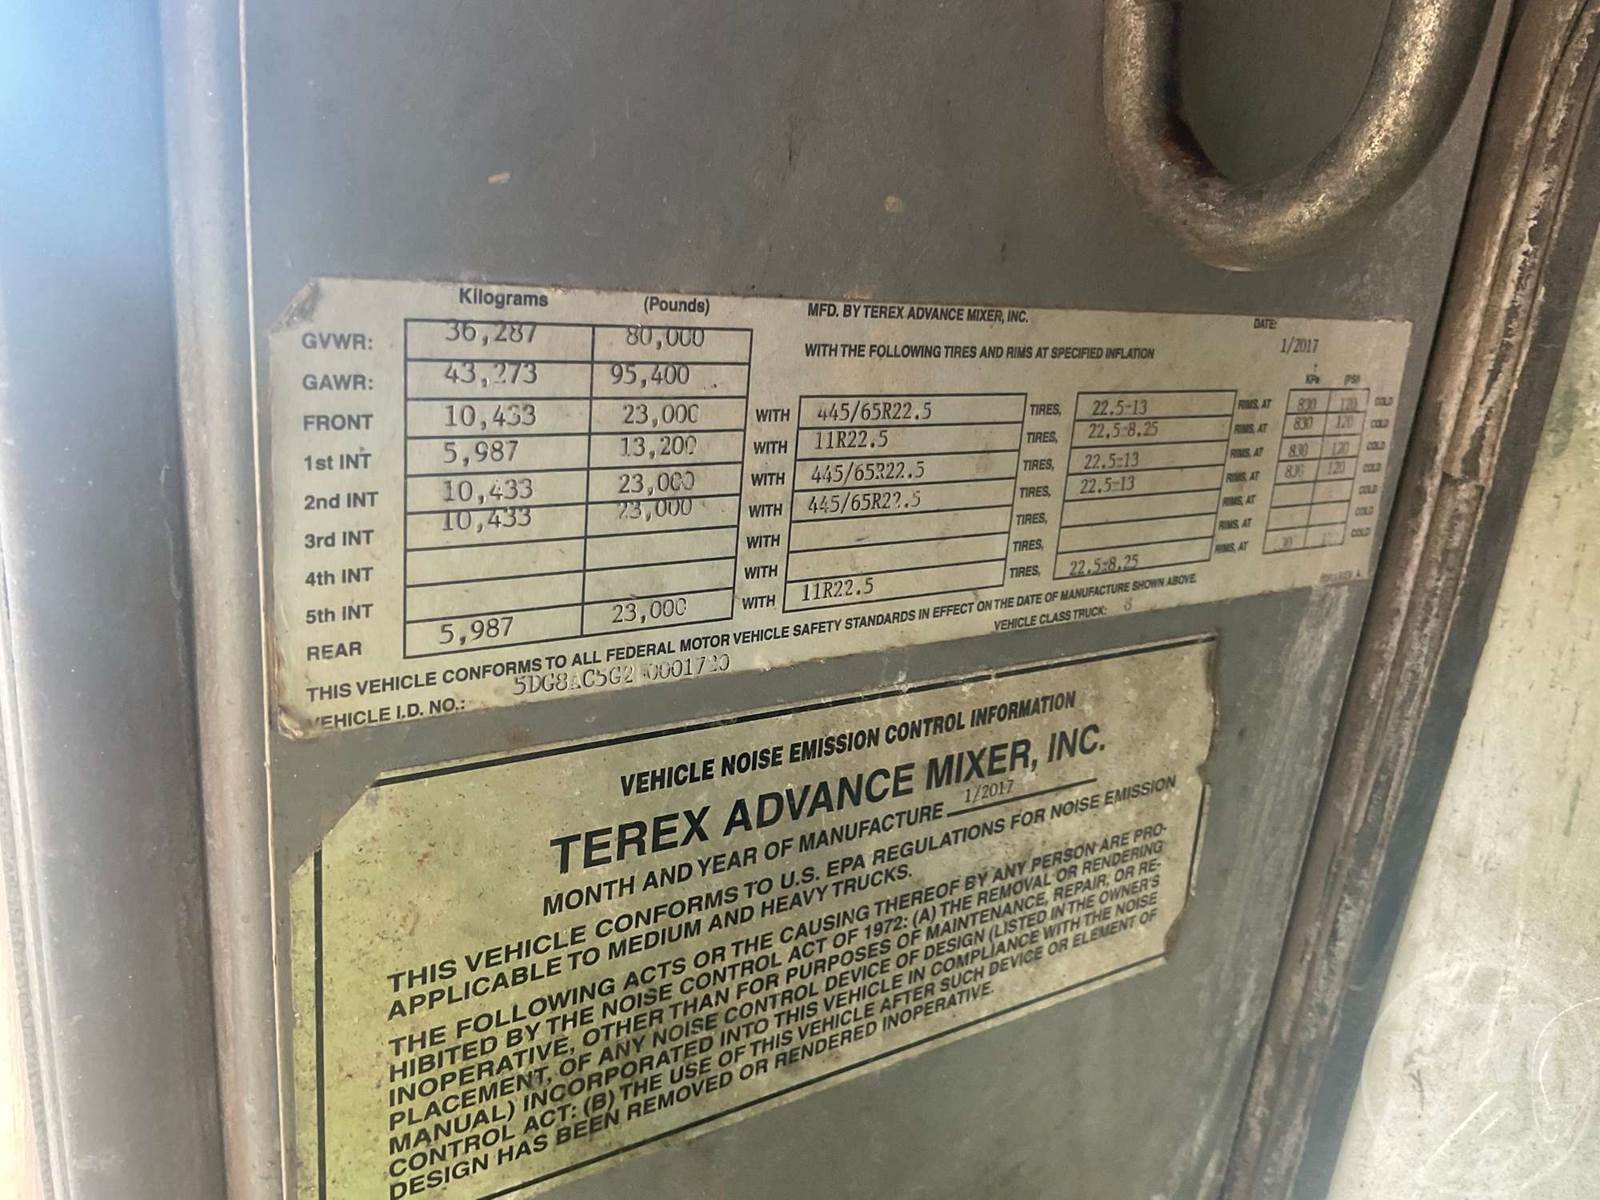 Kilograms (Pounds) MFD. BY TEREX ADVANCE MIXER, INC. DATE:
GVWR: 36,287 80,000 WITH THE FOLLOWING TIRES AND RIMS AT SPECIFIED INFLATION 1/2017
GAWR: 43,273 95,400 KPa (PSI)
FRONT 10,433 23,000 WITH 445/65R22.5 TIRES, 22.5-13 RIMS, AT 830 120 COLD
1st INT 5,987 13,200 WITH 11R22.5 TIRES, 22.5-8.25 RIMS, AT 830 120 COLD
2nd INT 10,433 23,000 WITH 445/65R22.5 TIRES, 22.5-13 RIMS, AT 830 120 COLD
3rd INT 10,433 23,000 WITH 445/65R22.5 TIRES, 22.5-13 RIMS, AT 830 120 COLD
4th INT WITH TIRES, RIMS, AT COLD
5th INT WITH TIRES, RIMS, AT COLD
REAR 5,987 23,000 WITH 11R22.5 TIRES, 22.5-8.25 RIMS, AT COLD
THIS VEHICLE CONFORMS TO ALL FEDERAL MOTOR VEHICLE SAFETY STANDARDS IN EFFECT ON THE DATE OF MANUFACTURE SHOWN ABOVE.
VEHICLE I.D. NO.: VEHICLE CLASS TRUCK: 8
VEHICLE NOISE EMISSION CONTROL INFORMATION
TEREX ADVANCE MIXER, INC.
MONTH AND YEAR OF MANUFACTURE 1/2017
THIS VEHICLE CONFORMS TO U.S. EPA REGULATIONS FOR NOISE EMISSION
APPLICABLE TO MEDIUM AND HEAVY TRUCKS.
THE FOLLOWING ACTS OR THE CAUSING THEREOF BY ANY PERSON ARE PRO-
HIBITED BY THE NOISE CONTROL ACT OF 1972: (A) THE REMOVAL OR RENDERING
INOPERATIVE, OTHER THAN FOR PURPOSES OF MAINTENANCE, REPAIR, OR RE-
PLACEMENT, OF ANY NOISE CONTROL DEVICE OF DESIGN (LISTED IN THE OWNER'S
MANUAL) INCORPORATED INTO THIS VEHICLE IN COMPLIANCE WITH THE NOISE
CONTROL ACT: (B) THE USE OF THIS VEHICLE AFTER SUCH DEVICE OR ELEMENT OF
DESIGN HAS BEEN REMOVED OR RENDERED INOPERATIVE.